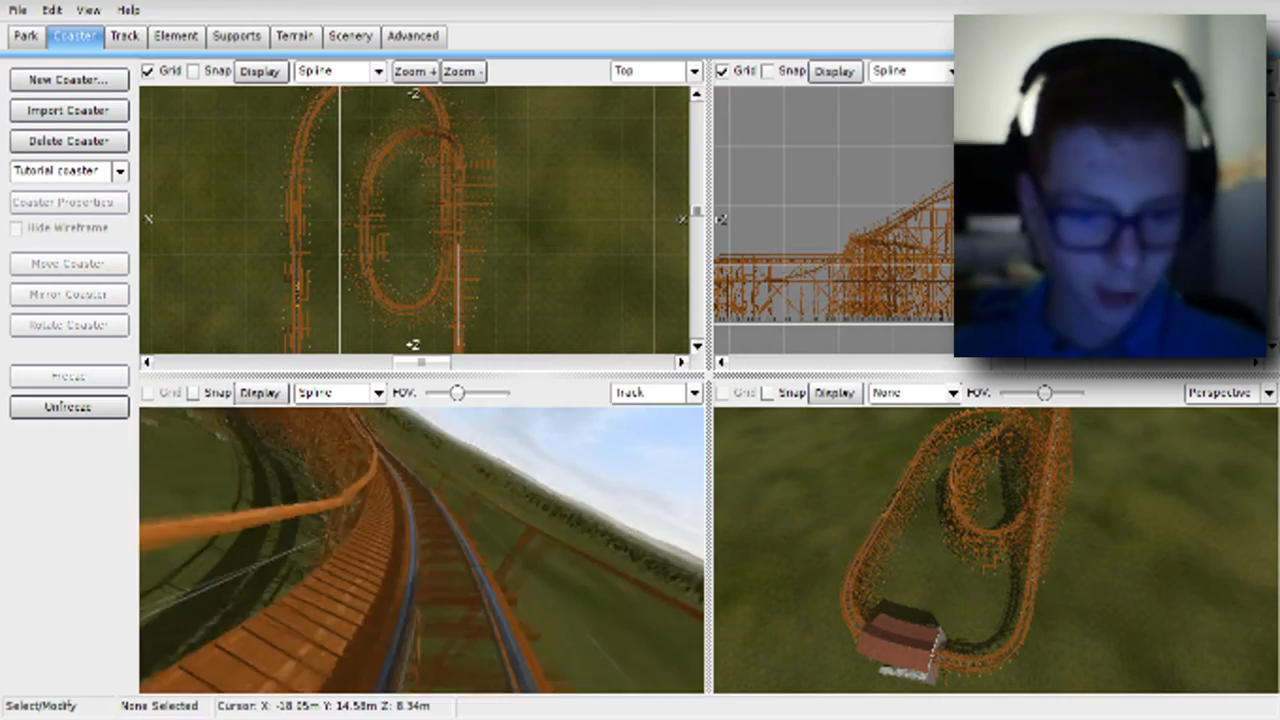 File Edit View Help
Park Coaster Track Element Supports Terrain Scenery Advanced
New Coaster...
Import Coaster
Delete Coaster
Tutorial coaster
Coaster Properties
Hide Wireframe
Move Coaster
Mirror Coaster
Rotate Coaster
Freeze
Unfreeze
Grid Snap Display Spline Zoom + Zoom - Top
-Z
-X
+Z
Grid Snap Display Spline
Grid Snap Display Spline FOV: Track
Grid Snap Display None FOV: Perspective
Select/Modify None Selected Cursor: X: -18.05m Y: 14.58m Z: 8.34m